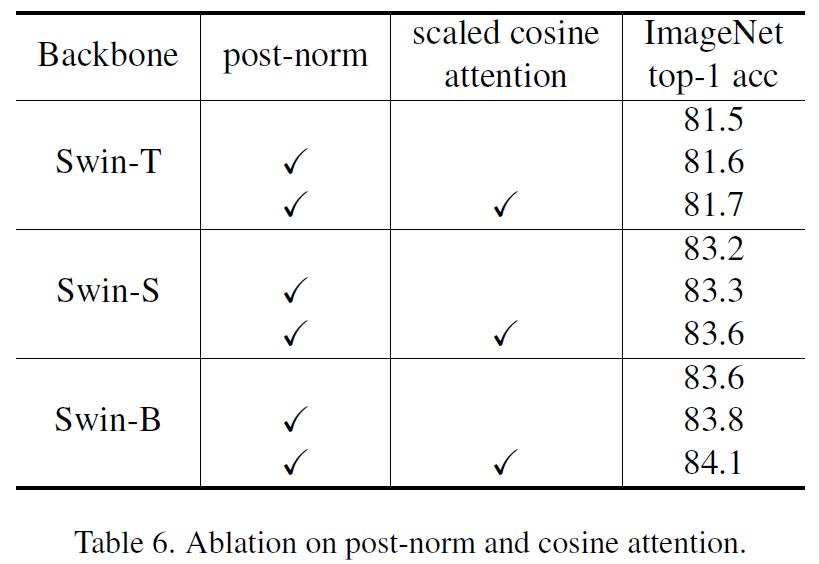 Backbone post-norm scaled cosine attention ImageNet top-1 acc
81.5
Swin-T ✓ 81.6
✓ ✓ 81.7
83.2
Swin-S ✓ 83.3
✓ ✓ 83.6
83.6
Swin-B ✓ 83.8
✓ ✓ 84.1
Table 6. Ablation on post-norm and cosine attention.